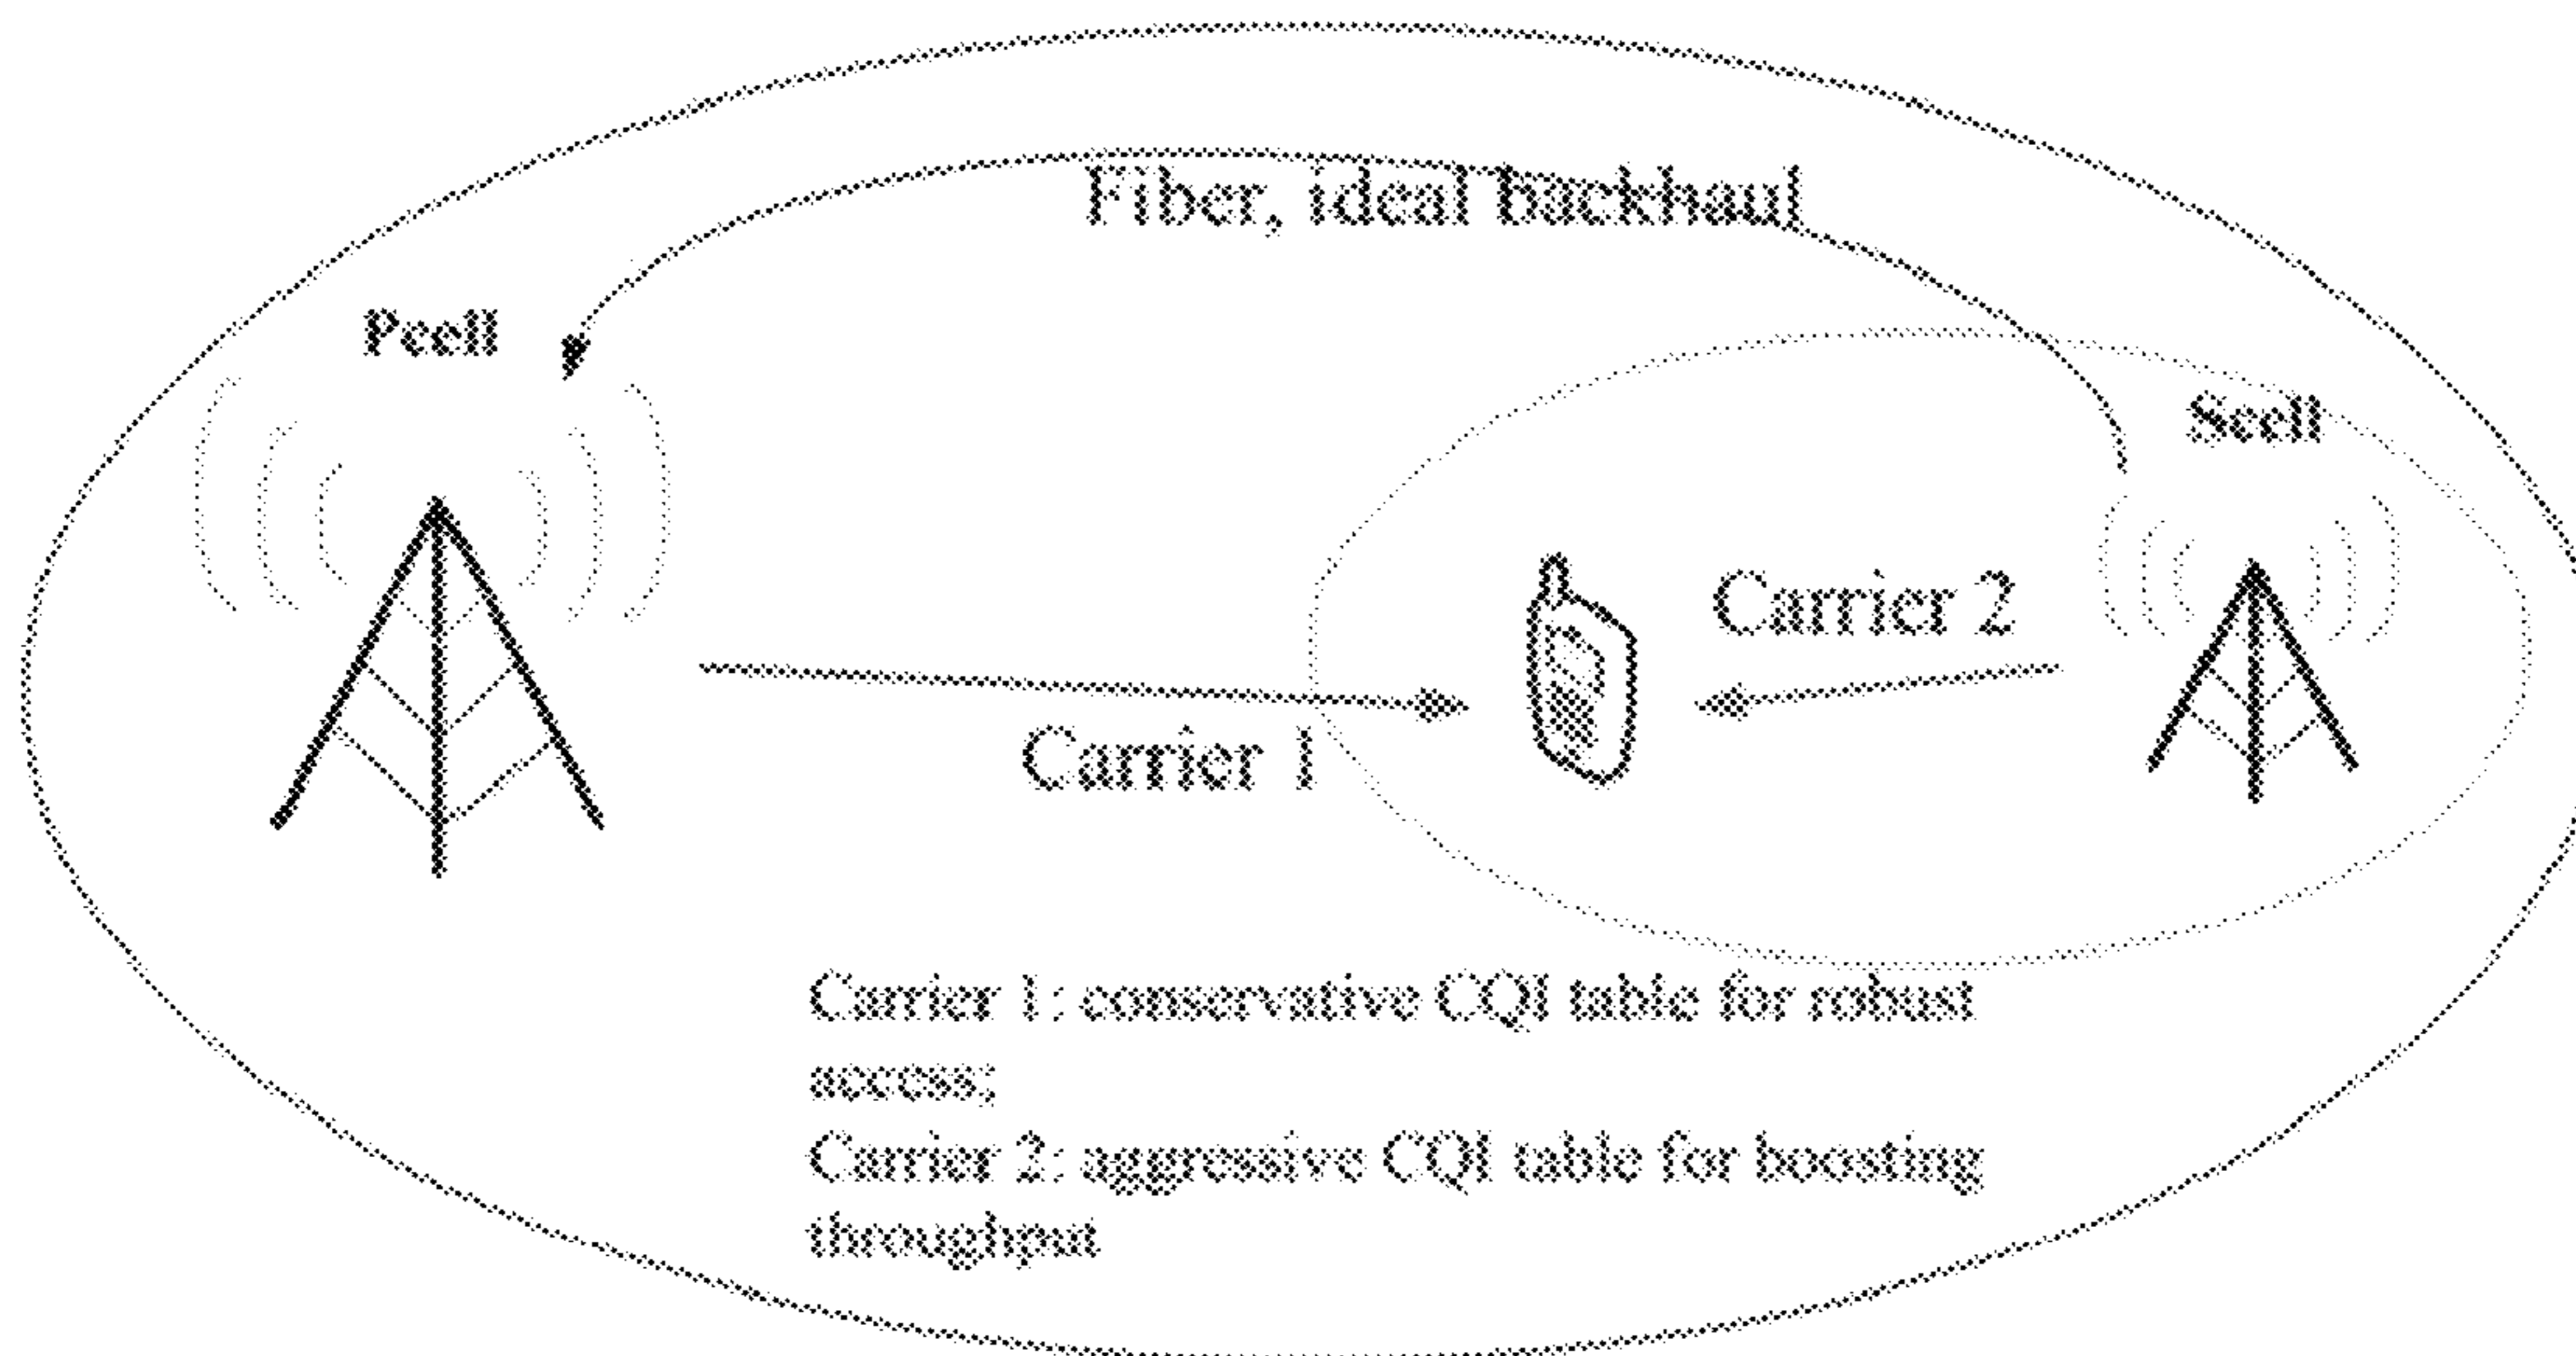 Fiber, ideal backhaul
Pcell
Scell
Carrier 2
Carrier 1
Carrier 1: conservative CQI table for robust
access;
Carrier 2: aggressive CQI table for boosting
throughput